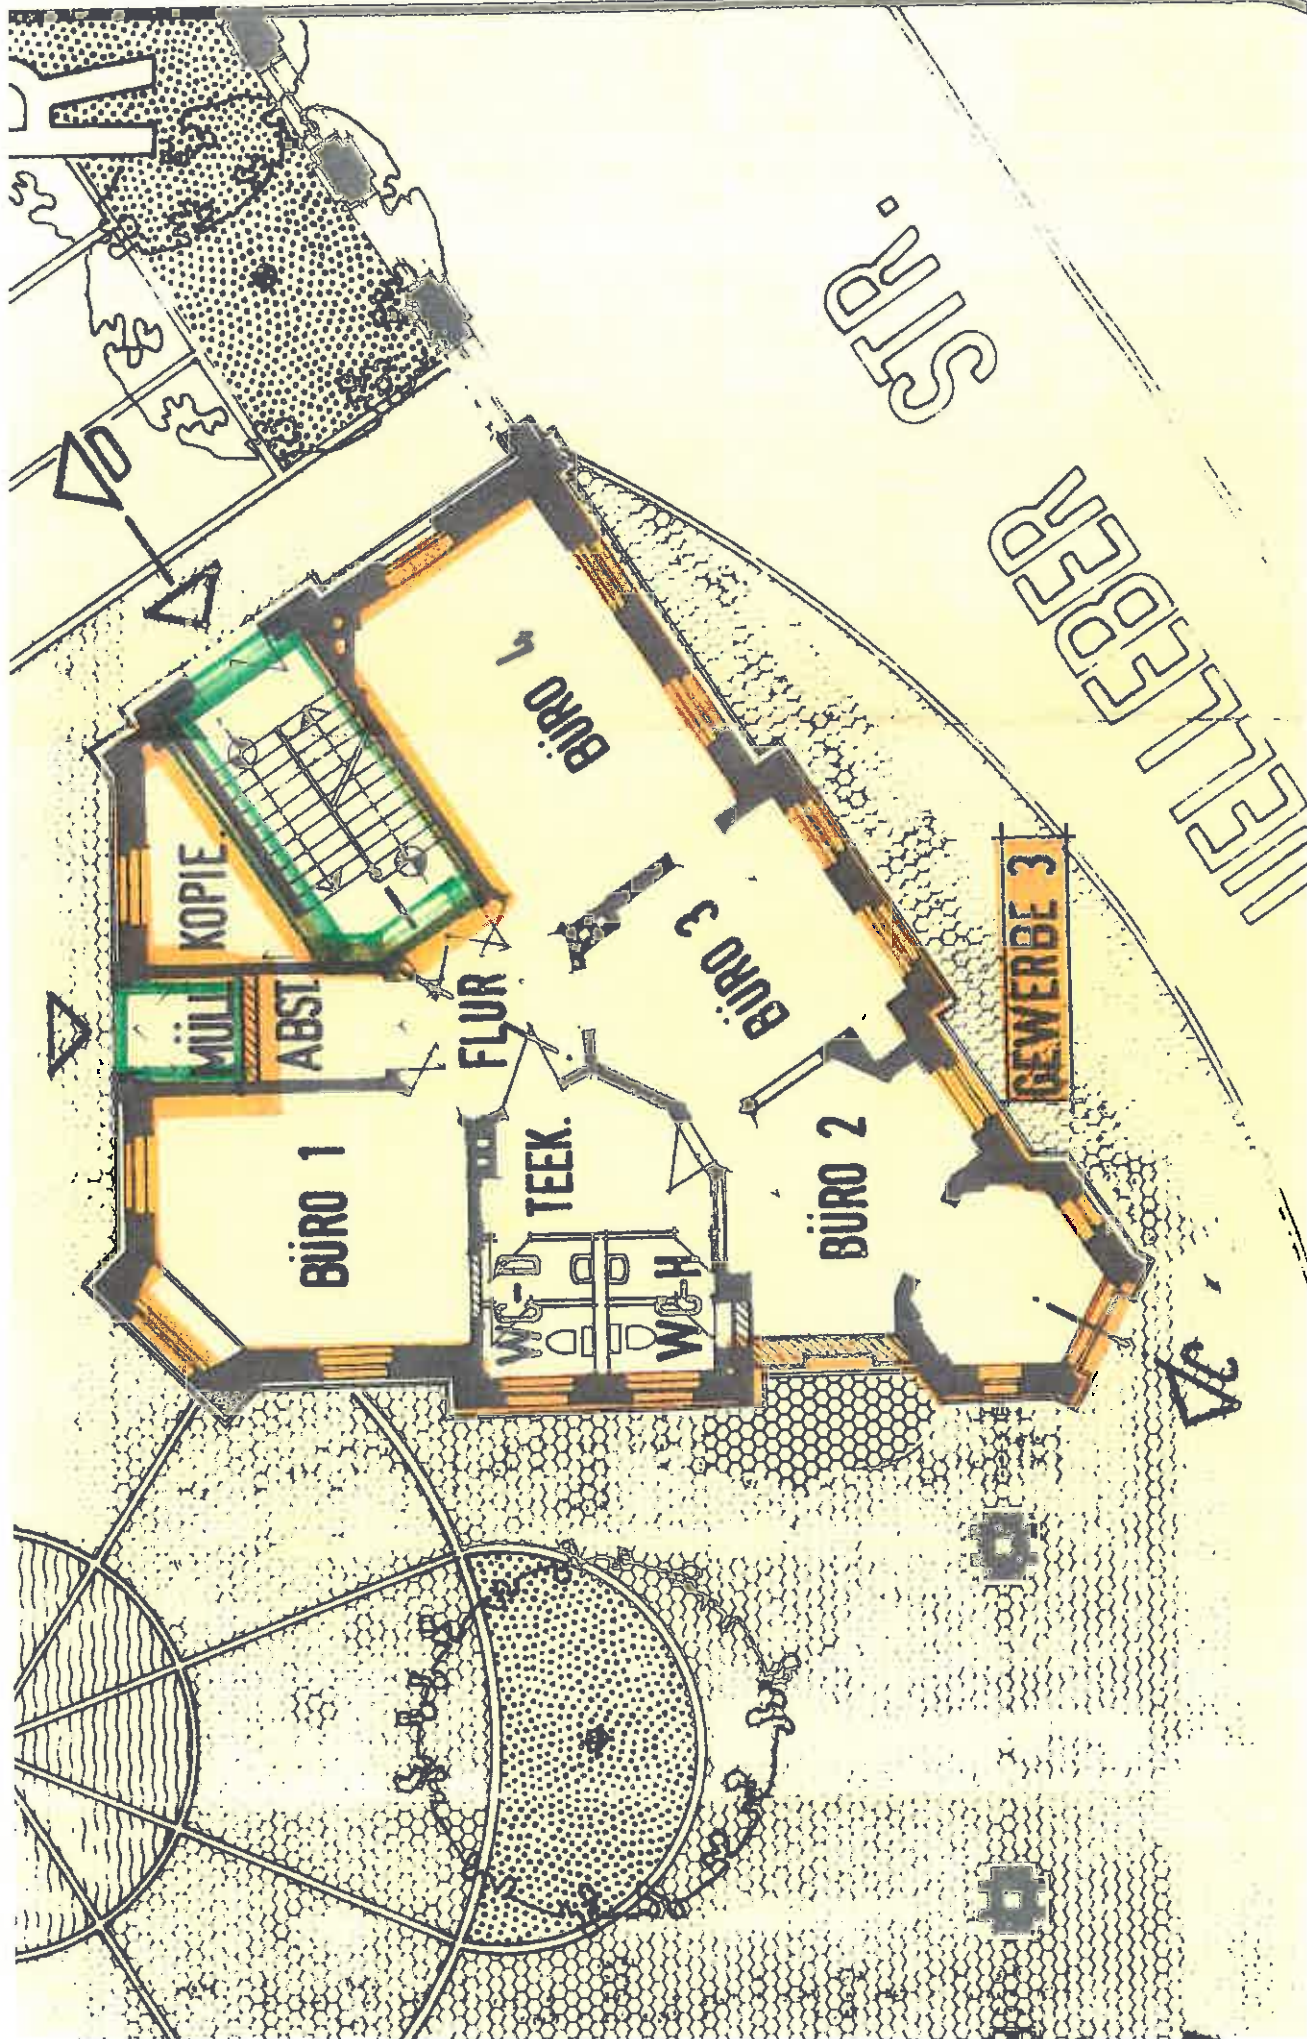 STR.
D
BÜRO 4
KOPIE.
BÜRO 3
GEWERBE 3
FLUR
MÜLL
ABST.
BÜRO 1
TEEK.
BÜRO 2
WC-D
WC-H
C